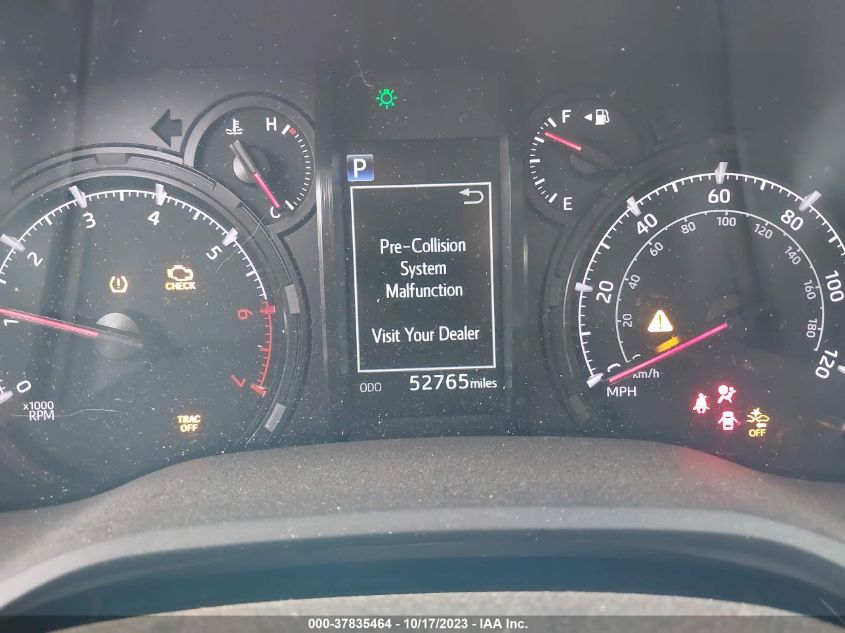 H
C
F
E
P
Pre-Collision
System
Malfunction
Visit Your Dealer
ODO 52765 miles
0
1
2
3
4
5
6
7
x1000
RPM
CHECK
TRAC
OFF
20
40
60
80
100
120
20
40
60
80
100
120
140
160
180
km/h
MPH
OFF
000-37835464 - 10/17/2023 - IAA Inc.